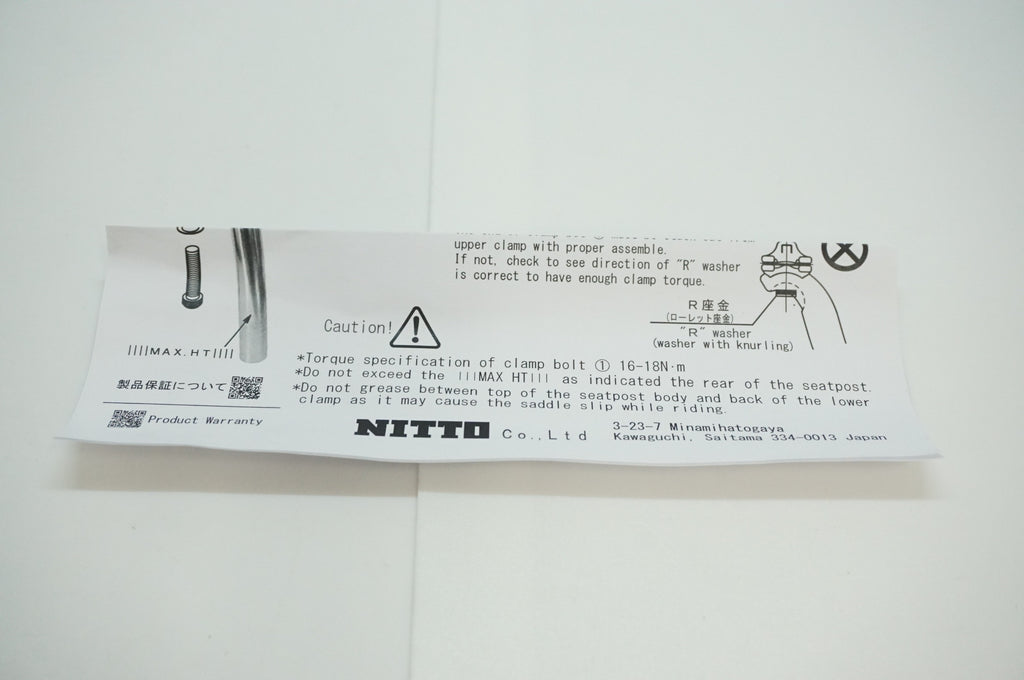 upper clamp with proper assemble.
If not, check to see direction of "R" washer
is correct to have enough clamp torque.
R座金
(ローレット座金)
"R" washer
(washer with knurling)
Caution!
||||MAX.HT||||
*Torque specification of clamp bolt ① 16-18N·m
*Do not exceed the |||MAX HT||| as indicated the rear of the seatpost.
*Do not grease between top of the seatpost body and back of the lower
clamp as it may cause the saddle slip while riding.
製品保証について
Product Warranty
NITTO Co.,Ltd
3-23-7 Minamihatogaya
Kawaguchi, Saitama 334-0013 Japan